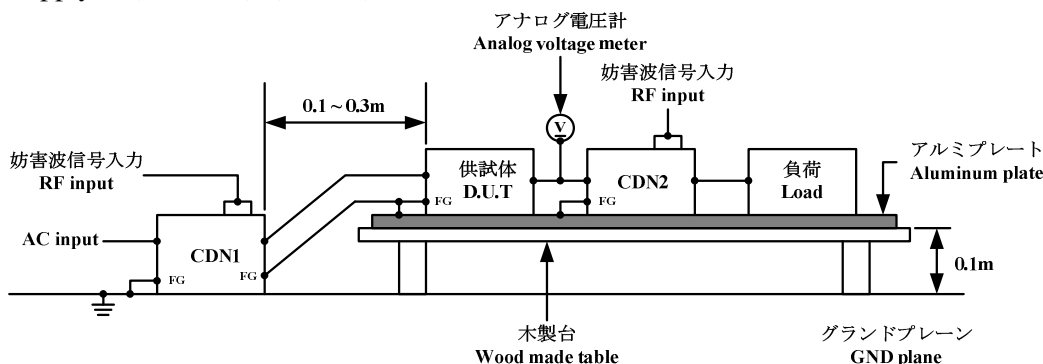 アナログ電圧計
Analog voltage meter
妨害波信号入力
RF input
0.1~0.3m
V
妨害波信号入力
RF input
供試体
D.U.T
FG
CDN2
FG
負荷
Load
アルミプレート
Aluminum plate
AC input
CDN1
FG
FG
0.1m
木製台
Wood made table
グランドプレーン
GND plane